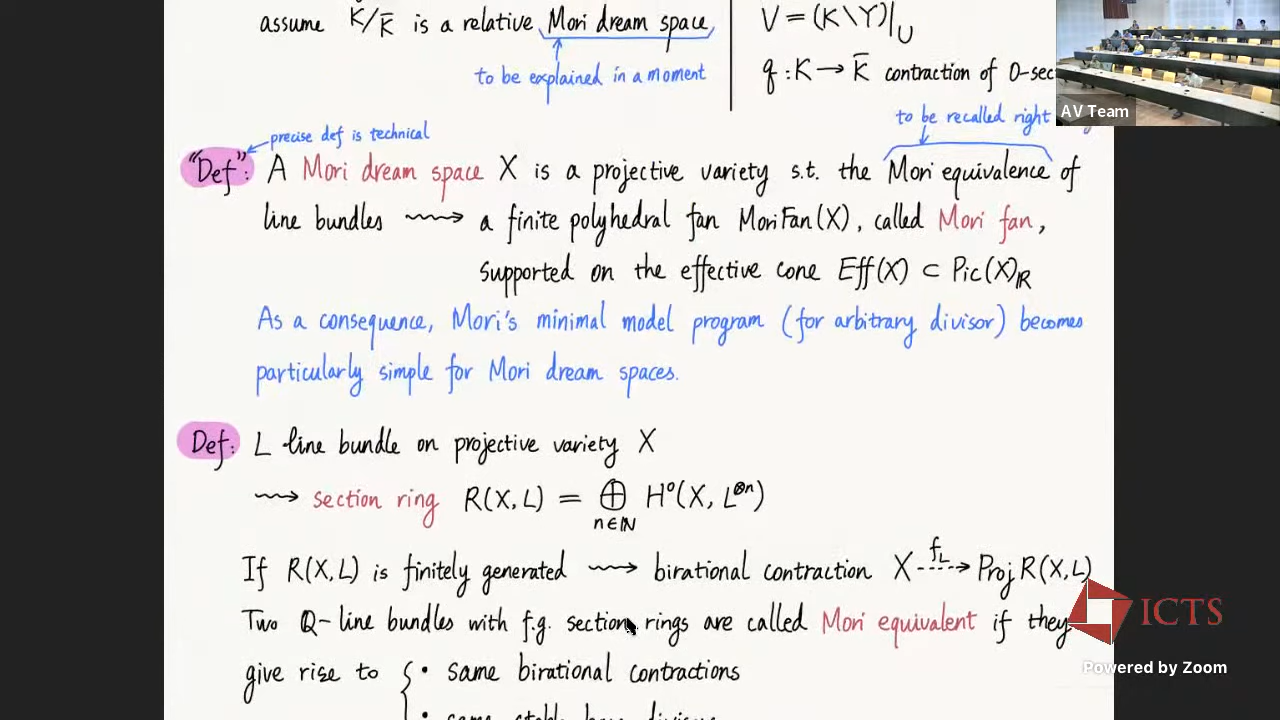 assume K/K̄ is a relative Mori dream space
to be explained in a moment
V = (K\Y)|_U
q : K → K̄ contraction of 0-sec
AV Team
to be recalled right
precise def is technical
"Def": A Mori dream space X is a projective variety s.t. the Mori equivalence of
line bundles ⟿ a finite polyhedral fan MoriFan(X), called Mori fan,
supported on the effective cone Eff(X) ⊂ Pic(X)_ℝ
As a consequence, Mori's minimal model program (for arbitrary divisor) becomes
particularly simple for Mori dream spaces.
Def: L line bundle on projective variety X
⟿ section ring R(X,L) = ⊕_{n∈ℕ} H⁰(X, L^{⊗n})
If R(X,L) is finitely generated ⟿ birational contraction X --f_L--> Proj R(X,L)
Two Q-line bundles with f.g. section rings are called Mori equivalent if they
give rise to { • same birational contractions
ICTS
Powered by Zoom